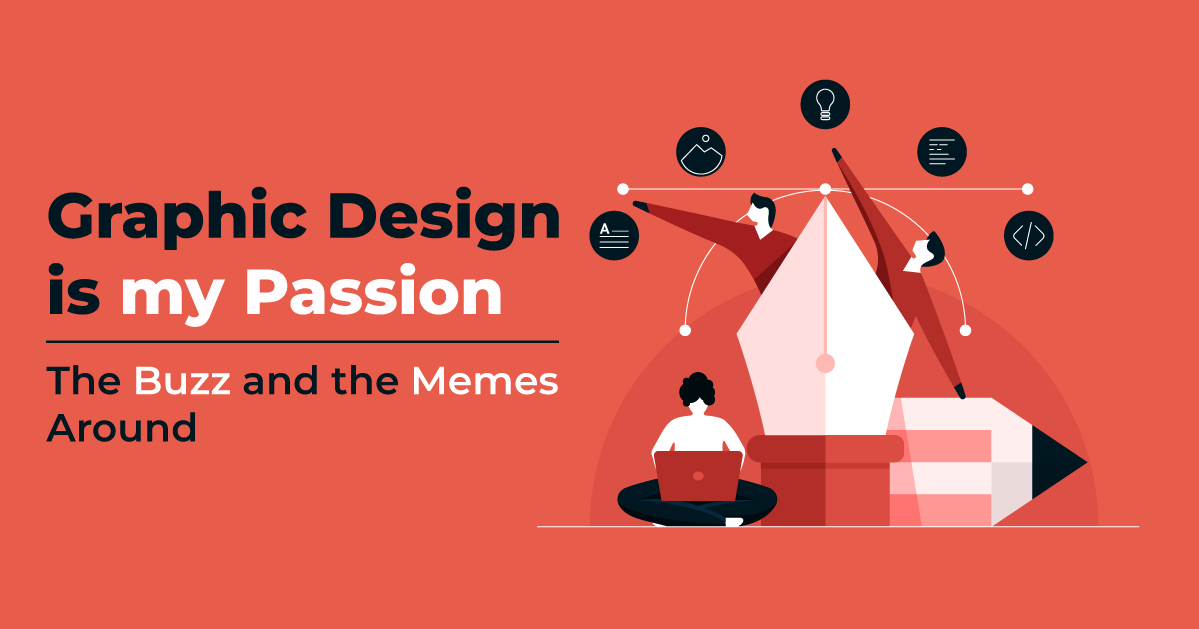 Graphic Design
is my Passion
The Buzz and the Memes
Around
A